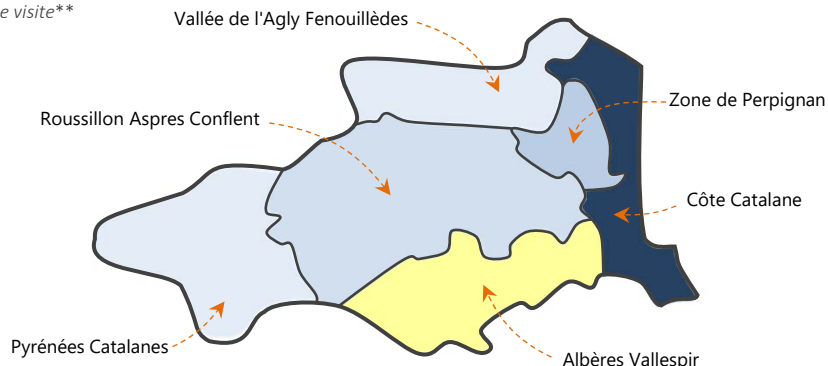 e visite**
Vallée de l'Agly Fenouillèdes
Zone de Perpignan
Roussillon Aspres Conflent
Côte Catalane
Pyrénées Catalanes
Albères Vallespir